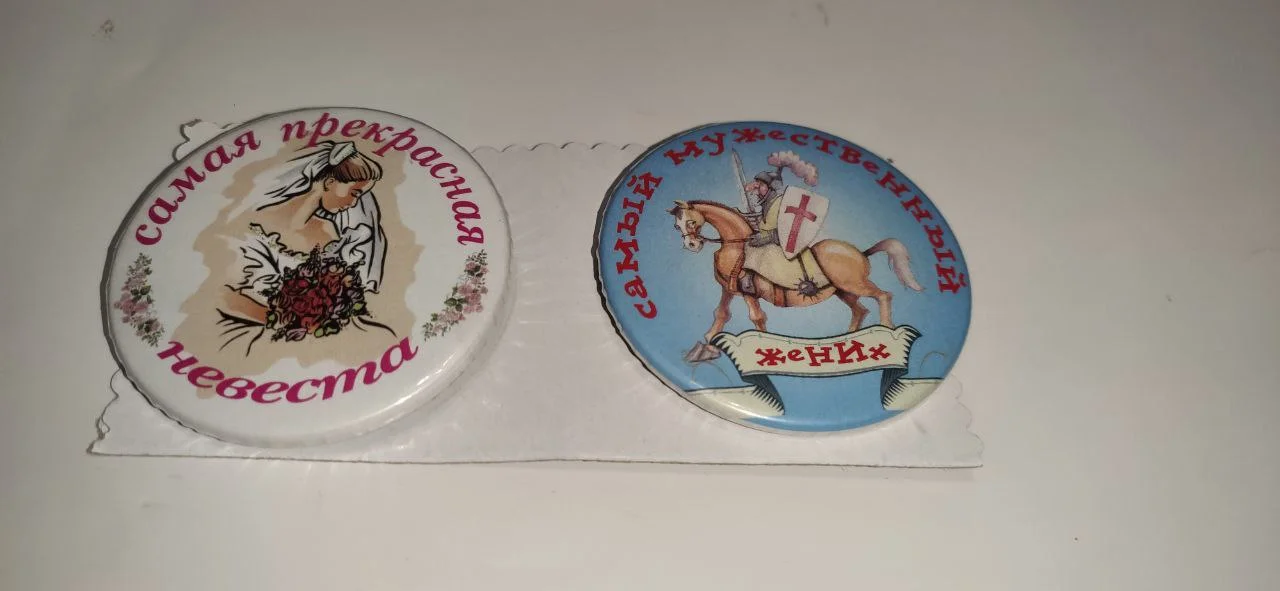 самая прекрасная
невеста
самый мужественный
жених